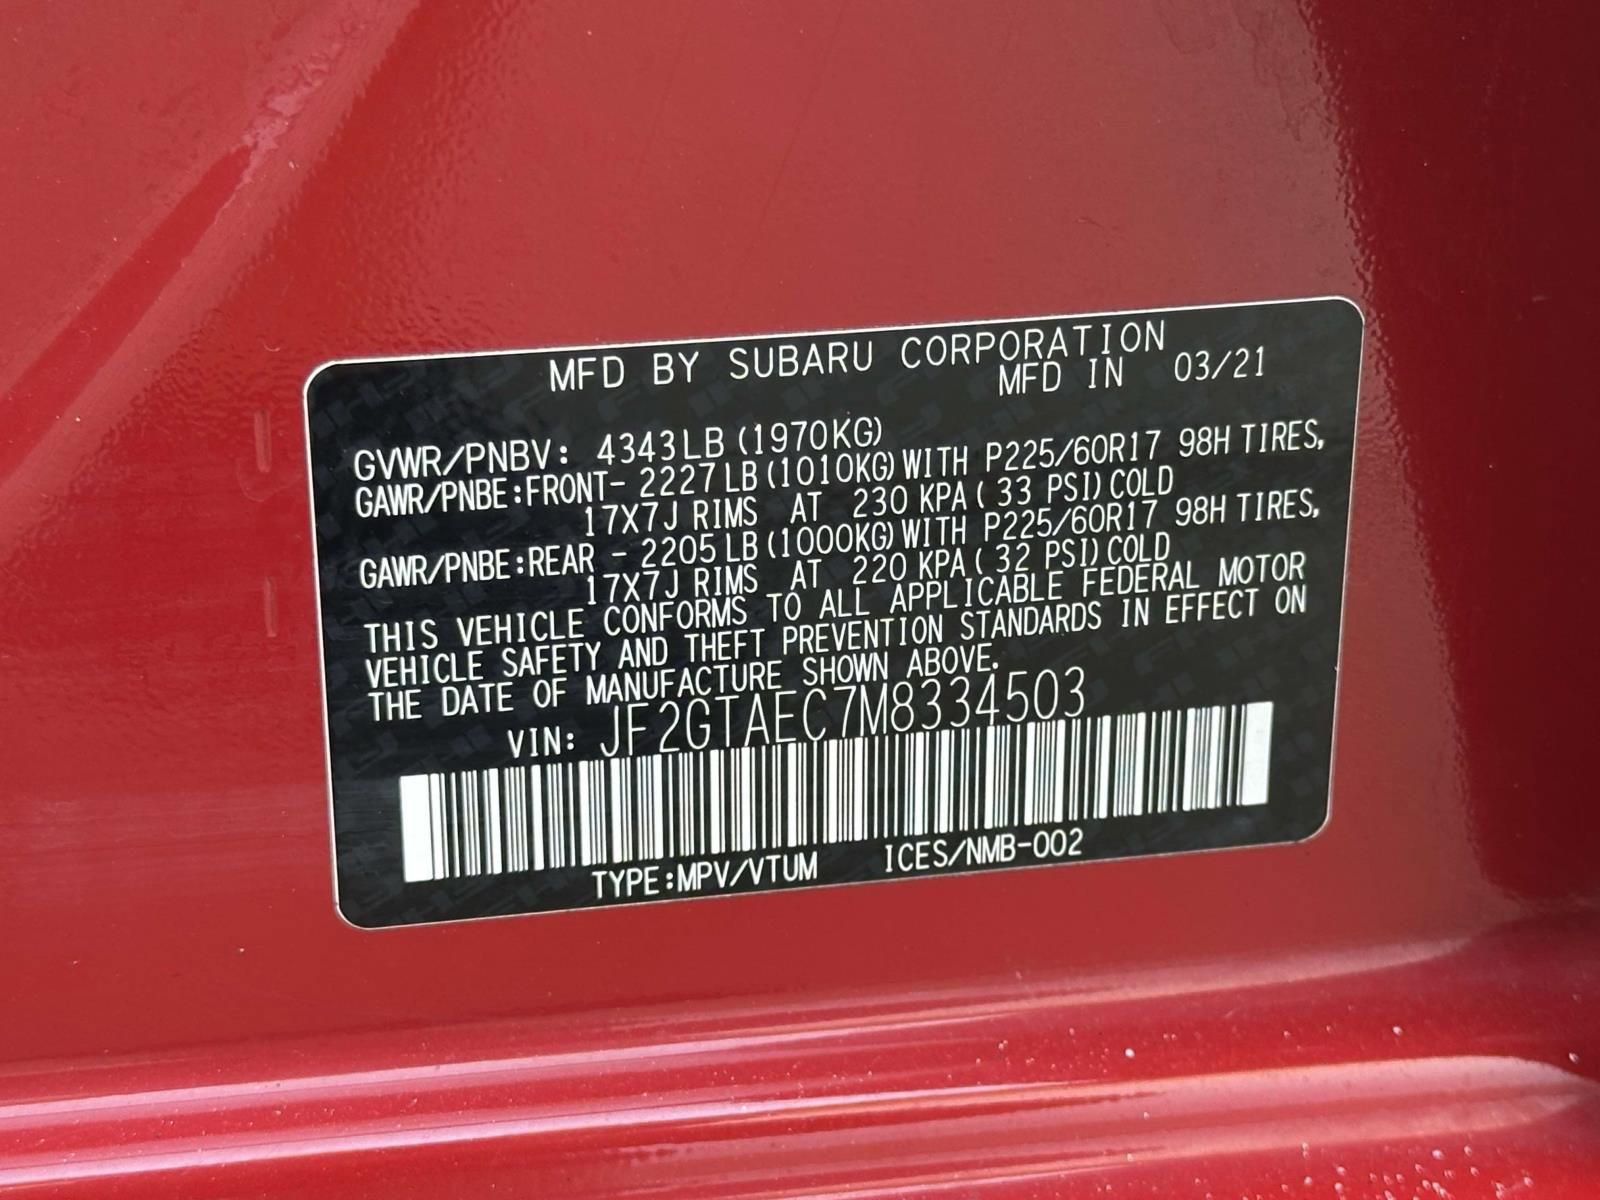 MFD BY SUBARU CORPORATION
MFD IN 03/21
GVWR/PNBV: 4343LB (1970KG)
GAWR/PNBE:FRONT- 2227LB(1010KG)WITH P225/60R17 98H TIRES,
17X7J RIMS AT 230 KPA( 33 PSI)COLD
GAWR/PNBE:REAR - 2205LB(1000KG)WITH P225/60R17 98H TIRES,
17X7J RIMS AT 220 KPA( 32 PSI)COLD
THIS VEHICLE CONFORMS TO ALL APPLICABLE FEDERAL MOTOR
VEHICLE SAFETY AND THEFT PREVENTION STANDARDS IN EFFECT ON
THE DATE OF MANUFACTURE SHOWN ABOVE.
VIN: JF2GTAEC7M8334503
TYPE:MPV/VTUM ICES/NMB-002